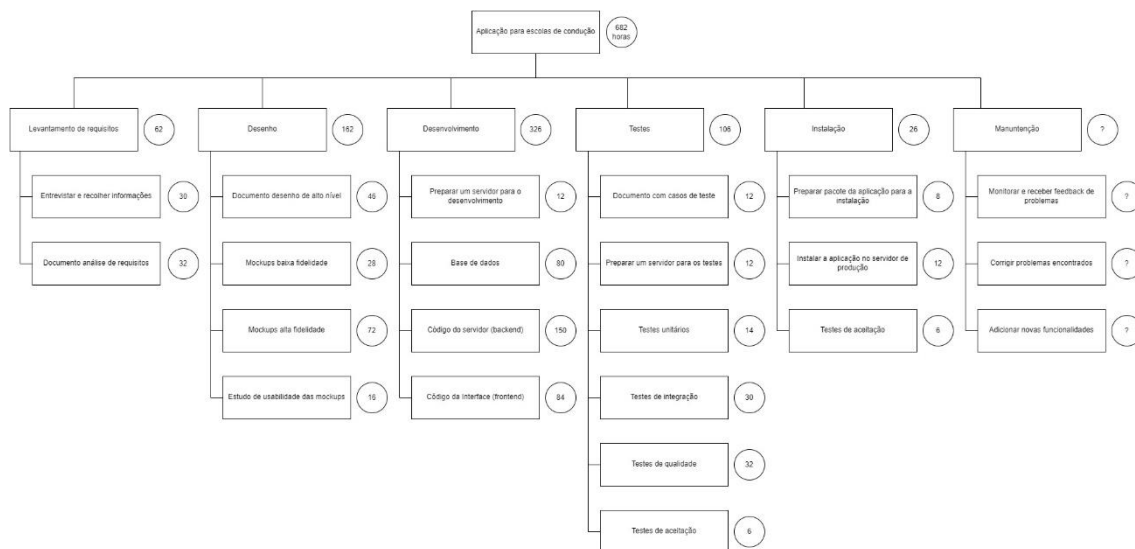 Aplicação para escolas de condução
682
horas
Levantamento de requisitos
62
Desenho
162
Desenvolvimento
326
Testes
106
Instalação
26
Manuntenção
?
Entrevistar e recolher informações
30
Documento análise de requisitos
32
Documento desenho de alto nível
46
Mockups baixa fidelidade
28
Mockups alta fidelidade
72
Estudo de usabilidade das mockups
16
Preparar um servidor para o
desenvolvimento
12
Base de dados
80
Código do servidor (backend)
150
Código da Interface (frontend)
84
Documento com casos de teste
12
Preparar um servidor para os testes
12
Testes unitários
14
Testes de integração
30
Testes de qualidade
32
Testes de aceitação
6
Preparar pacote da aplicação para a
instalação
8
Instalar a aplicação no servidor de
produção
12
Testes de aceitação
6
Monitorar e receber feedback de
problemas
?
Corrigir problemas encontrados
?
Adicionar novas funcionalidades
?